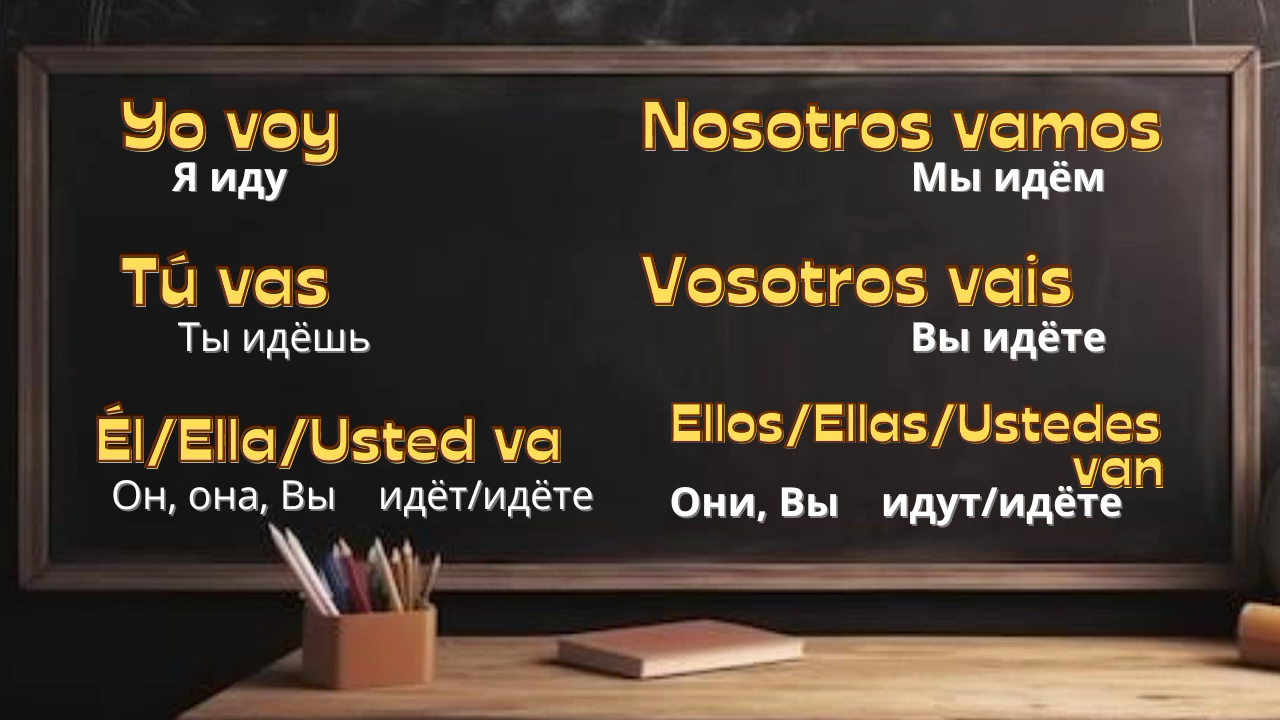 Yo voy
Я иду
Tú vas
Ты идёшь
Él/Ella/Usted va
Он, она, Вы идёт/идёте
Nosotros vamos
Мы идём
Vosotros vais
Вы идёте
Ellos/Ellas/Ustedes
van
Они, Вы идут/идёте